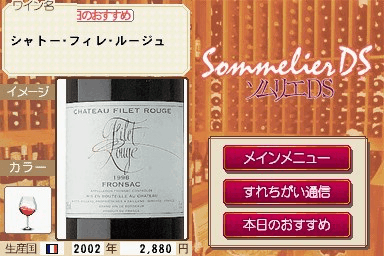 ワイン名
日のおすすめ
シャトー・フィレ・ルージュ
イメージ
CHATEAU FILET ROUGE
Filet
Rouge
1998
FRONSAC
カラー
生産国
2002 年
2,880 円
Sommelier DS
ソムリエDS
メインメニュー
すれちがい通信
本日のおすすめ